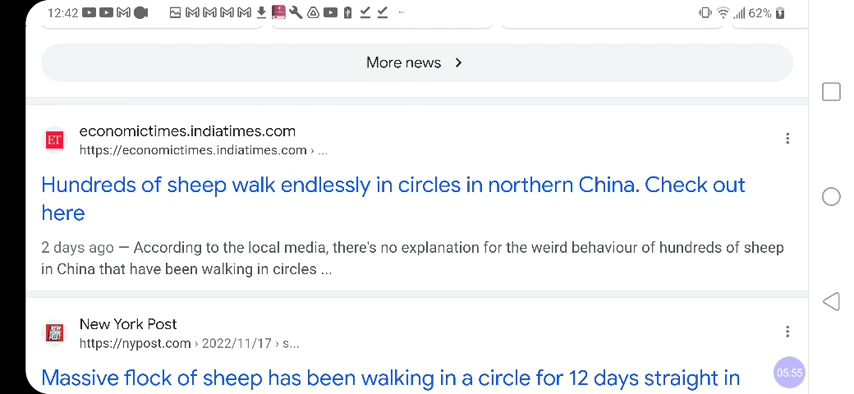 12:42
62%
More news >
ET
economictimes.indiatimes.com
https://economictimes.indiatimes.com › ...
Hundreds of sheep walk endlessly in circles in northern China. Check out
here
2 days ago — According to the local media, there's no explanation for the weird behaviour of hundreds of sheep
in China that have been walking in circles ...
New York Post
https://nypost.com › 2022/11/17 › s...
Massive flock of sheep has been walking in a circle for 12 days straight in
05:55